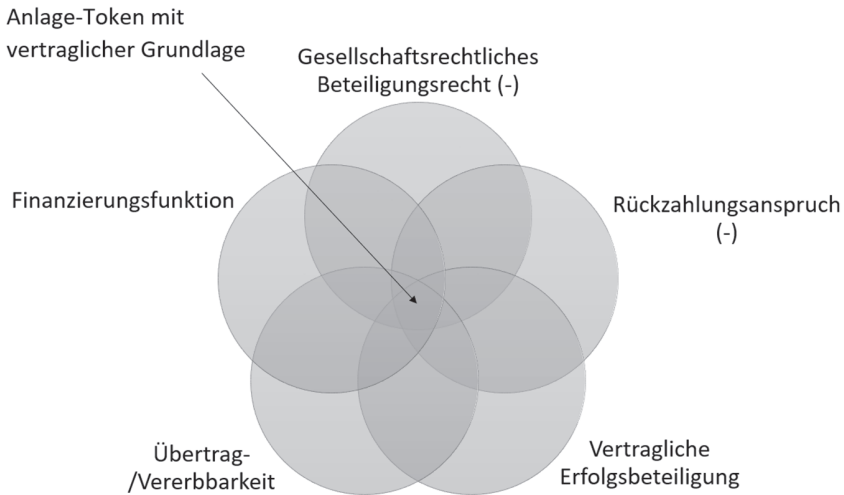 Anlage-Token mit
vertraglicher Grundlage
Gesellschaftsrechtliches
Beteiligungsrecht (-)
Finanzierungsfunktion
Rückzahlungsanspruch
(-)
Übertrag-
/Vererbbarkeit
Vertragliche
Erfolgsbeteiligung